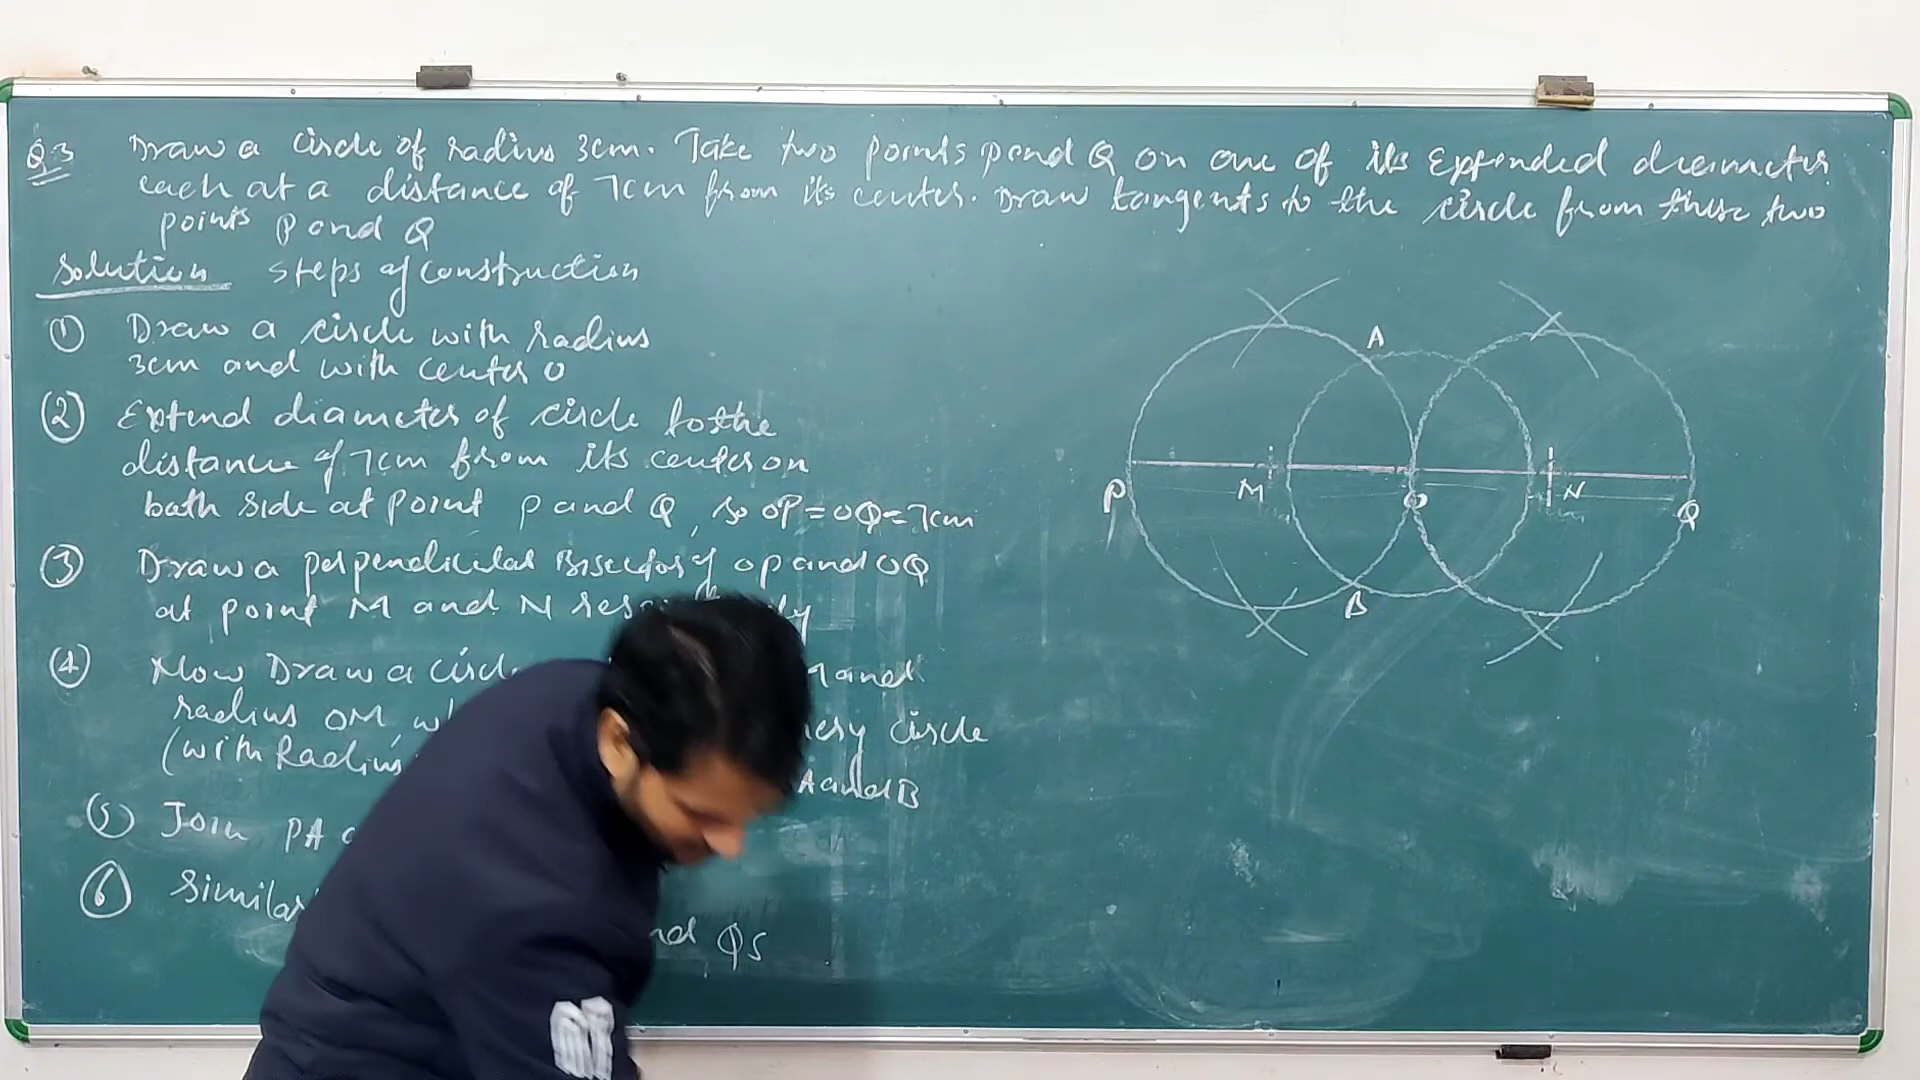 Q.3 Draw a circle of radius 3cm. Take two points P and Q on one of its Extended diameter
each at a distance of 7cm from its center. Draw tangents to the circle from these two
points P and Q
Solution Steps of construction
(1) Draw a circle with radius
3cm and with center O
(2) Extend diameter of circle to the
distance of 7cm from its center on
both side at point P and Q, so OP=OQ=7cm
(3) Draw a perpendicular Bisector of OP and OQ
at point M and N
(4) Now Draw a and
radius OM, circle
(with Radius A and B
(5) Join PA
(6) QS
A
P M O N Q
B